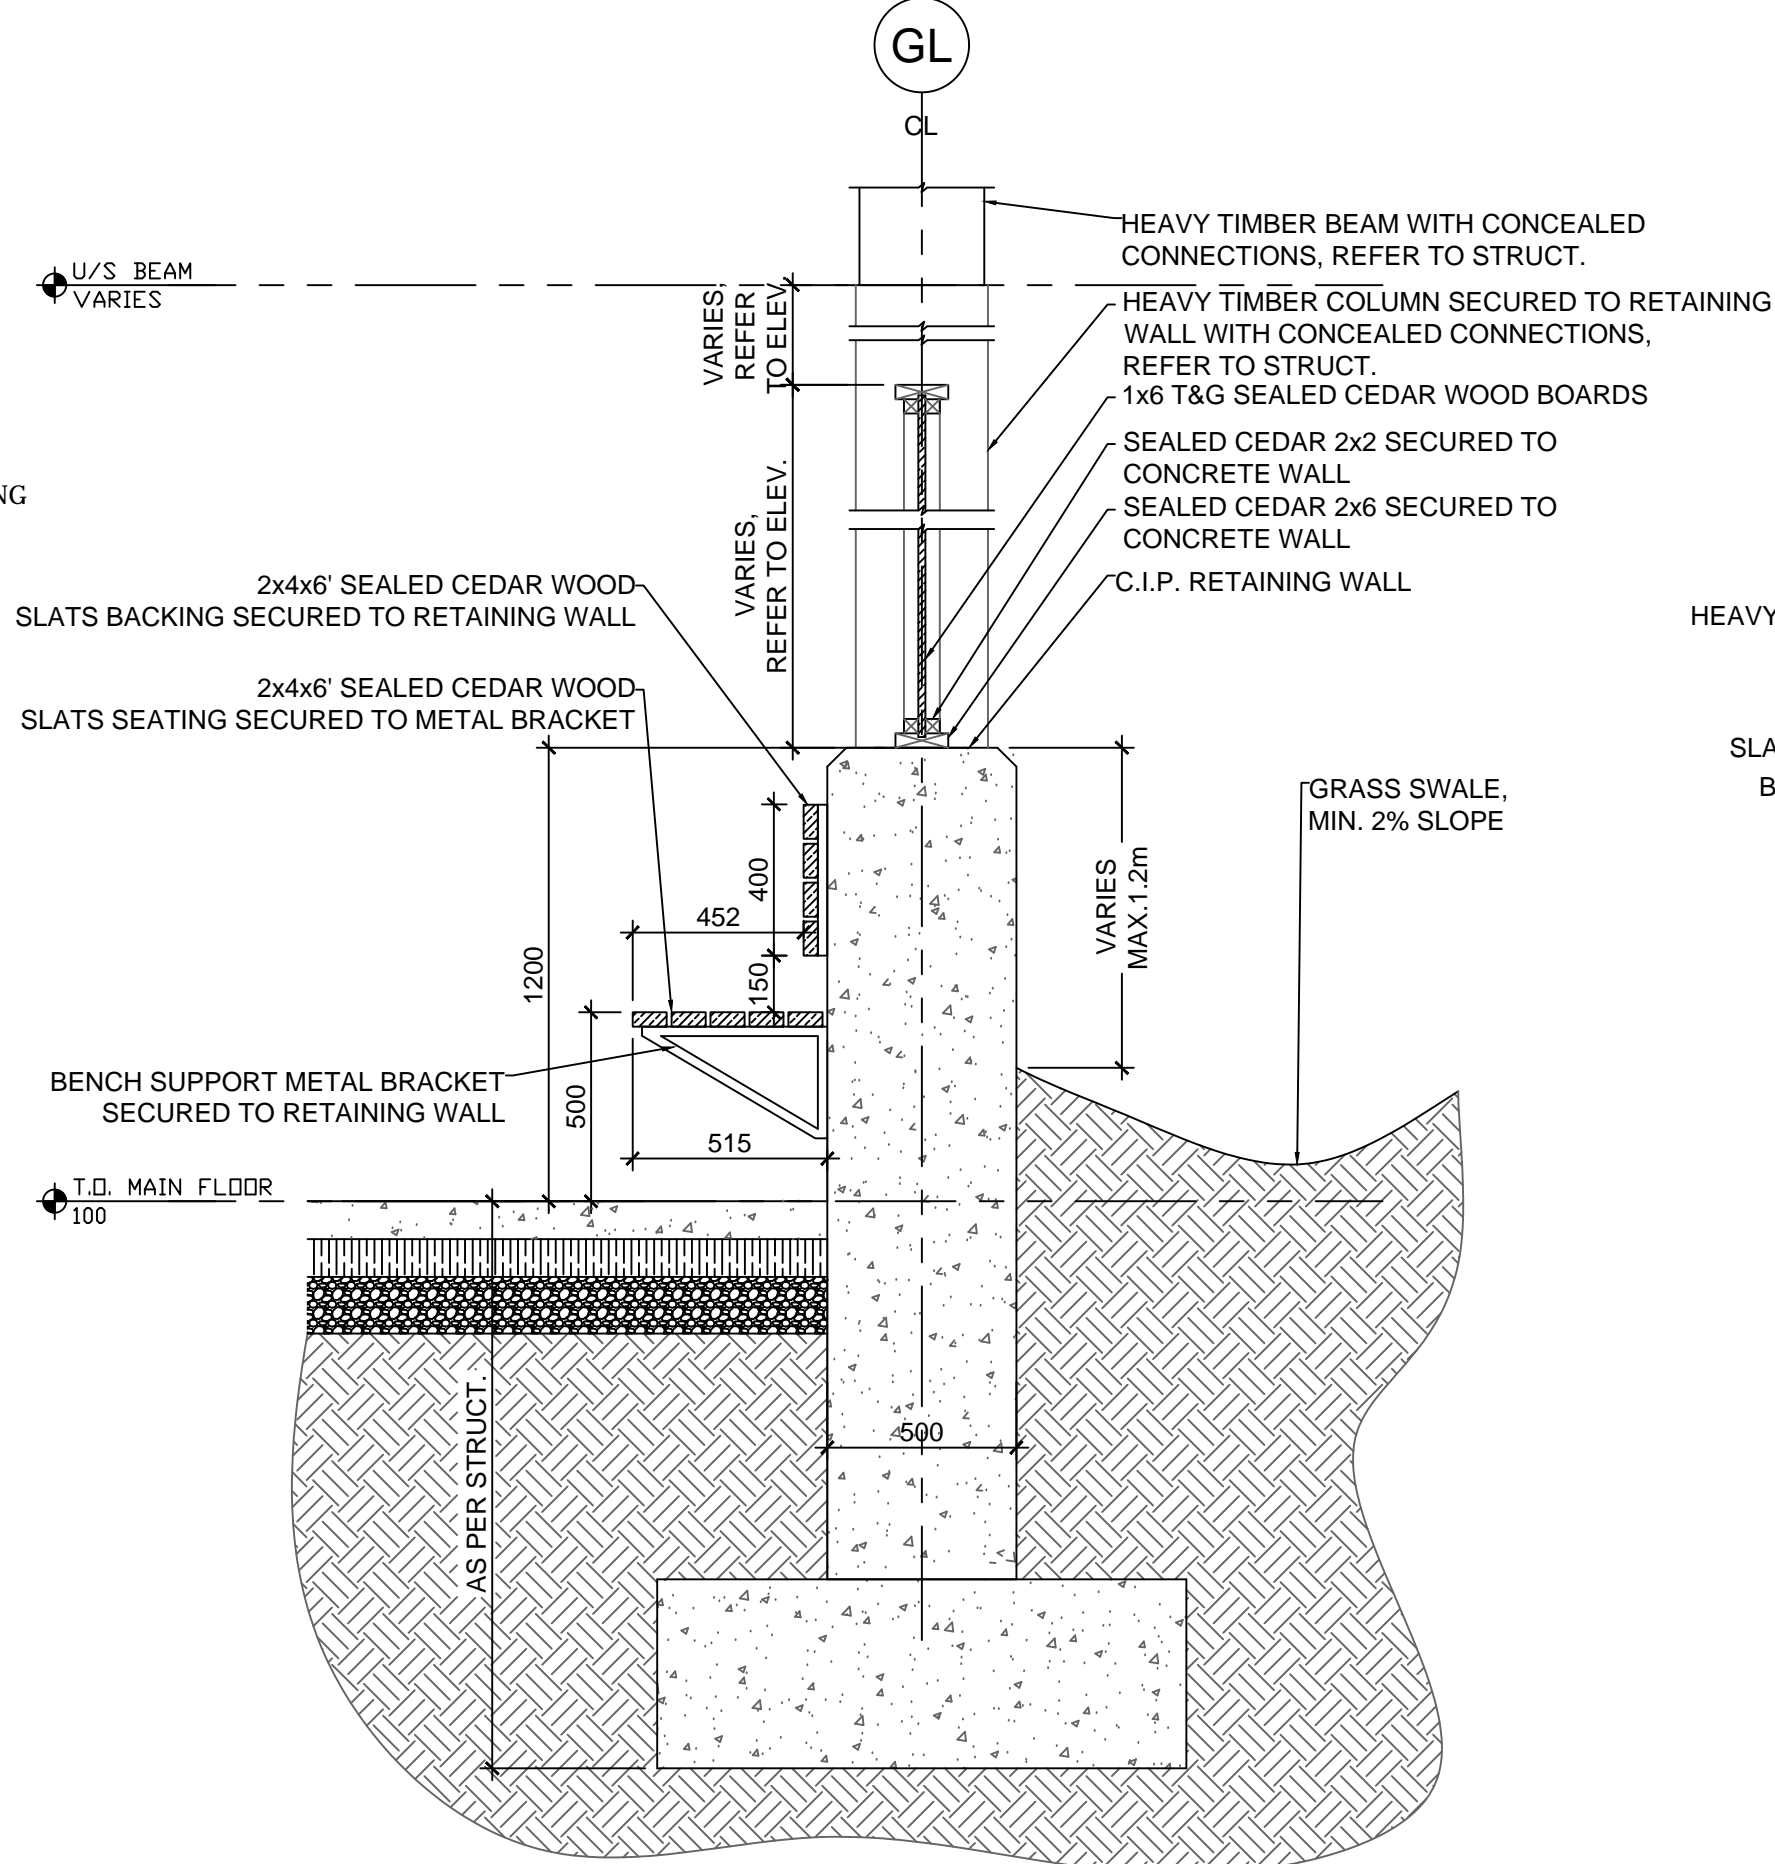 GL
CL
U/S BEAM
VARIES
HEAVY TIMBER BEAM WITH CONCEALED
CONNECTIONS, REFER TO STRUCT.
VARIES,
REFER
TO ELEV.
HEAVY TIMBER COLUMN SECURED TO RETAINING
WALL WITH CONCEALED CONNECTIONS,
REFER TO STRUCT.
1x6 T&G SEALED CEDAR WOOD BOARDS
SEALED CEDAR 2x2 SECURED TO
CONCRETE WALL
SEALED CEDAR 2x6 SECURED TO
CONCRETE WALL
C.I.P. RETAINING WALL
NG
VARIES,
REFER TO ELEV.
2x4x6' SEALED CEDAR WOOD
SLATS BACKING SECURED TO RETAINING WALL
2x4x6' SEALED CEDAR WOOD
SLATS SEATING SECURED TO METAL BRACKET
HEAVY
SLA
B
GRASS SWALE,
MIN. 2% SLOPE
VARIES
MAX.1.2m
400
452
150
1200
500
BENCH SUPPORT METAL BRACKET
SECURED TO RETAINING WALL
515
T.O. MAIN FLOOR
100
AS PER STRUCT.
500